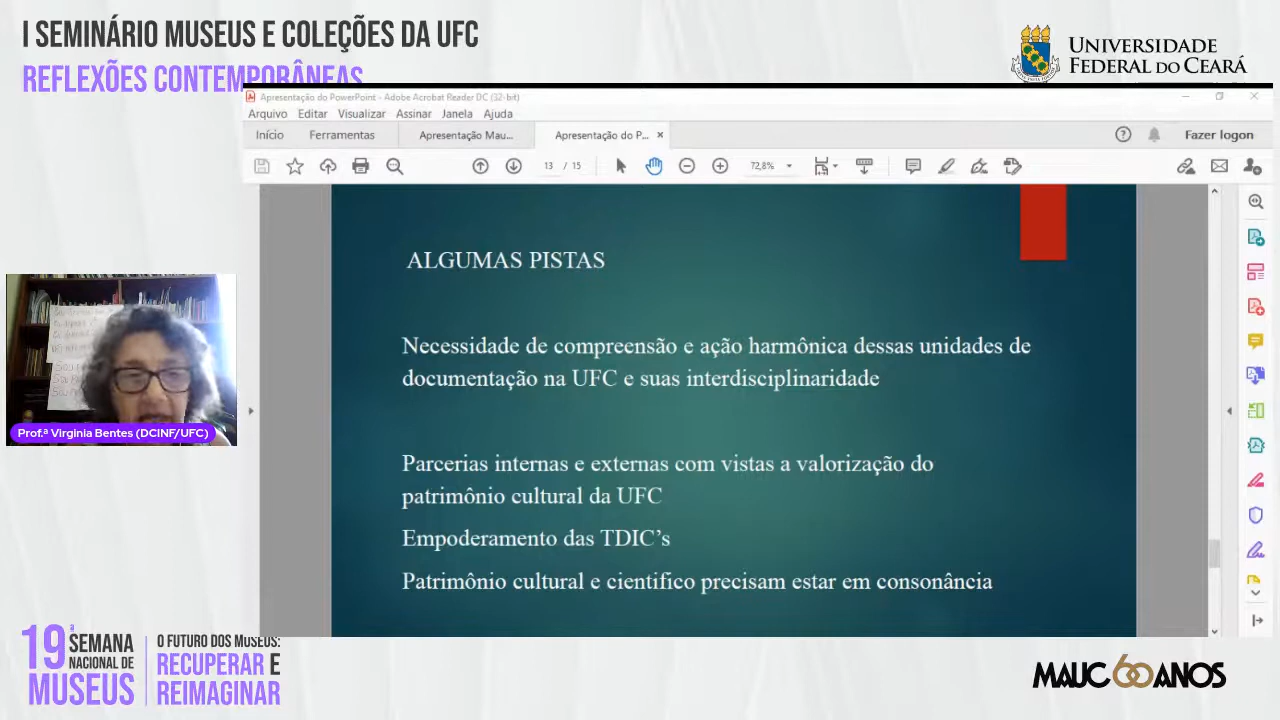 I SEMINÁRIO MUSEUS E COLEÇÕES DA UFC
REFLEXÕES CONTEMPORÂNEAS
UNIVERSIDADE
FEDERAL DO CEARÁ
Apresentação do PowerPoint - Adobe Acrobat Reader DC (32-bit)
Arquivo Editar Visualizar Assinar Janela Ajuda
Início Ferramentas Apresentação Mau... Apresentação do P... ×
Fazer logon
13 / 15 72,8%
ALGUMAS PISTAS
Necessidade de compreensão e ação harmônica dessas unidades de
documentação na UFC e suas interdisciplinaridade
Parcerias internas e externas com vistas a valorização do
patrimônio cultural da UFC
Empoderamento das TDIC’s
Patrimônio cultural e cientifico precisam estar em consonância
Prof.ª Virginia Bentes (DCINF/UFC)
19ª SEMANA
NACIONAL DE
MUSEUS
O FUTURO DOS MUSEUS:
RECUPERAR E
REIMAGINAR
MAUC 60 ANOS